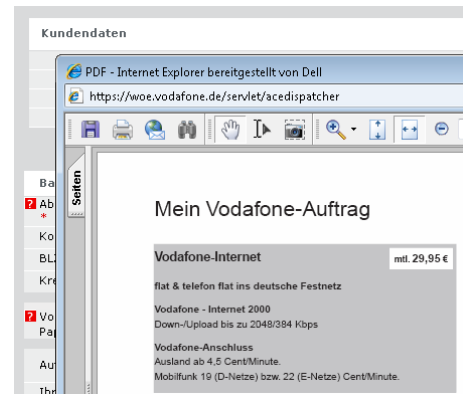 Kundendaten
PDF - Internet Explorer bereitgestellt von Dell
https://woe.vodafone.de/servlet/acedispatcher
Seiten
Mein Vodafone-Auftrag
Vodafone-Internet
mtl. 29,95 €
flat & telefon flat ins deutsche Festnetz
Vodafone - Internet 2000
Down-/Upload bis zu 2048/384 Kbps
Vodafone-Anschluss
Ausland ab 4,5 Cent/Minute.
Mobilfunk 19 (D-Netze) bzw. 22 (E-Netze) Cent/Minute.
Ba
? Ab
*
Ko
BLZ
Kre
? Vo
Pap
Au
Ihr